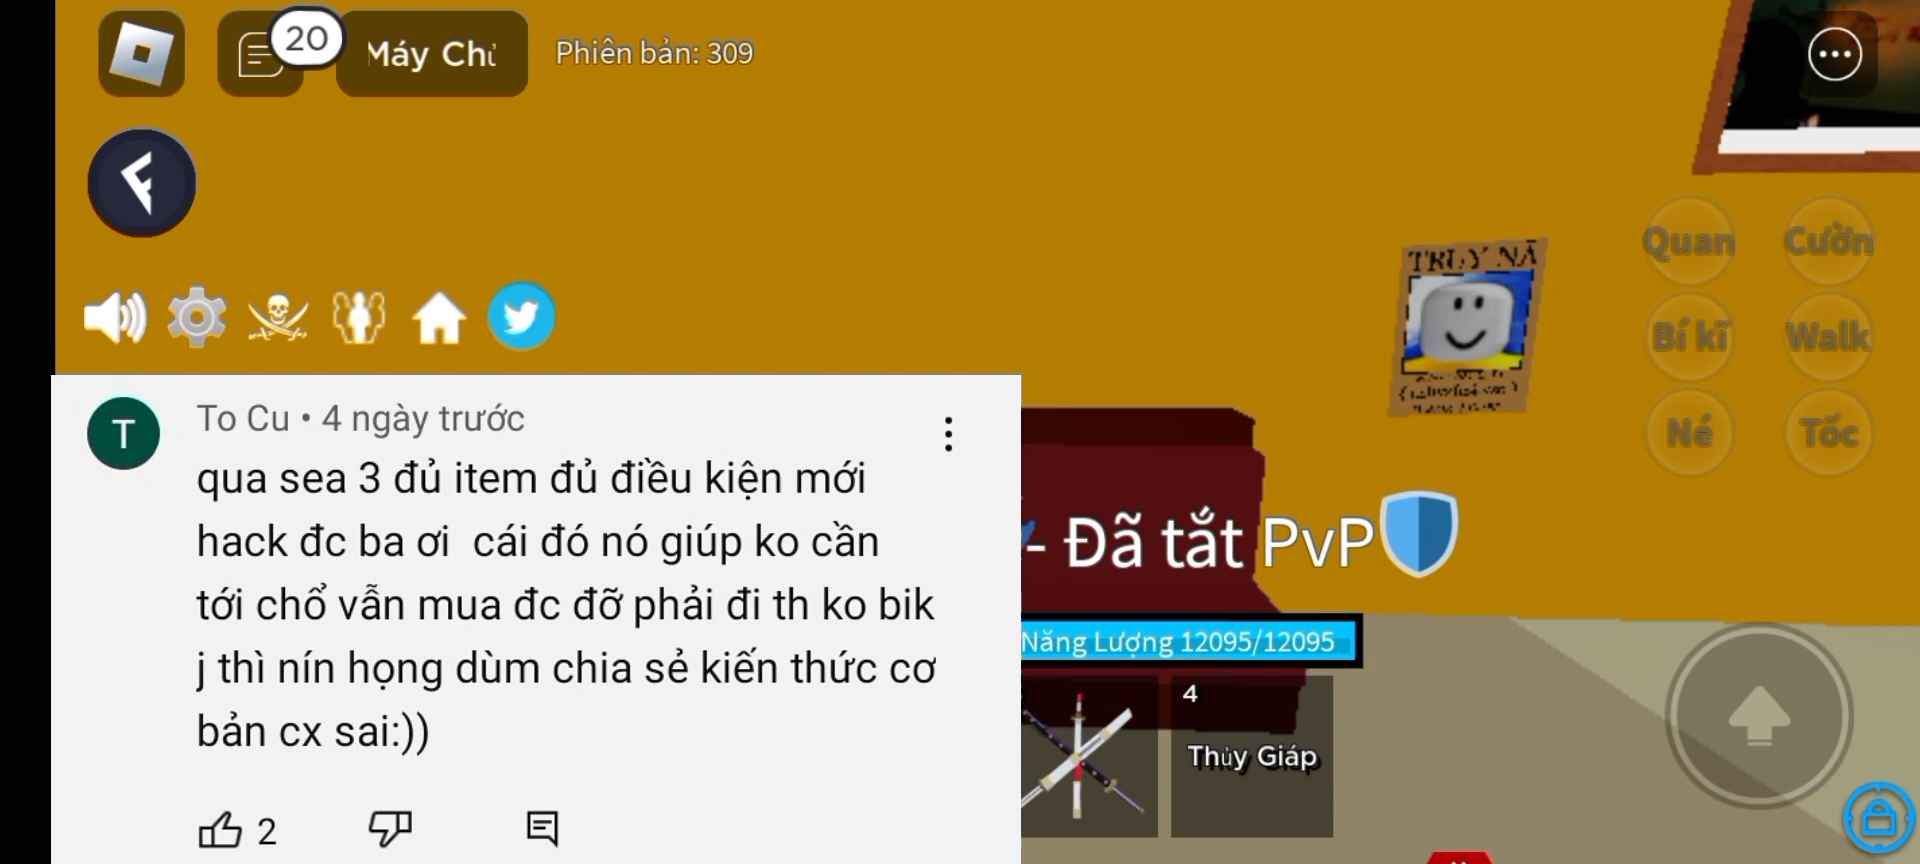 20
Máy Chủ
Phiên bản: 309
TRUY NÃ
Quan
Cườn
Bí kĩ
Walk
Né
Tốc
To Cu • 4 ngày trước
T
qua sea 3 đủ item đủ điều kiện mới
hack đc ba ơi cái đó nó giúp ko cần
tới chổ vẫn mua đc đỡ phải đi th ko bik
j thì nín họng dùm chia sẻ kiến thức cơ
bản cx sai:))
2
- Đã tắt PvP
Năng Lượng 12095/12095
4
Thủy Giáp